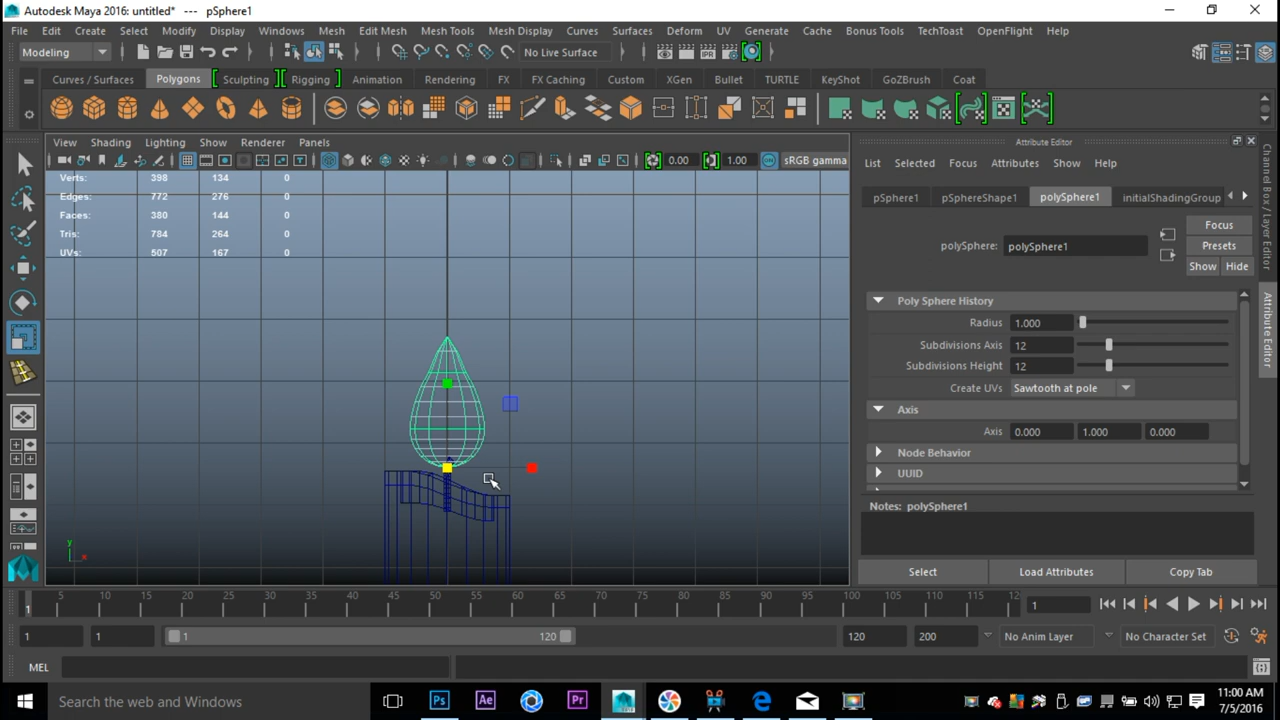 Autodesk Maya 2016: untitled* --- pSphere1
File Edit Create Select Modify Display Windows Mesh Edit Mesh Mesh Tools Mesh Display Curves Surfaces Deform UV Generate Cache Bonus Tools TechToast OpenFlight Help
Modeling No Live Surface
Curves / Surfaces Polygons Sculpting Rigging Animation Rendering FX FX Caching Custom XGen Bullet TURTLE KeyShot GoZBrush Coat
View Shading Lighting Show Renderer Panels
0.00 1.00 sRGB gamma
Verts: 398 134 0
Edges: 772 276 0
Faces: 380 144 0
Tris: 784 264 0
UVs: 507 167 0
y
x
Attribute Editor
List Selected Focus Attributes Show Help
pSphere1 pSphereShape1 polySphere1 initialShadingGroup
Focus
polySphere: polySphere1 Presets
Show Hide
Poly Sphere History
Radius 1.000
Subdivisions Axis 12
Subdivisions Height 12
Create UVs Sawtooth at pole
Axis
Axis 0.000 1.000 0.000
Node Behavior
UUID
Notes: polySphere1
Select Load Attributes Copy Tab
Channel Box / Layer Editor
Attribute Editor
1 5 10 15 20 25 30 35 40 45 50 55 60 65 70 75 80 85 90 95 100 105 110 115 12 1
1 1 1 120 120 200 No Anim Layer No Character Set
MEL
Search the web and Windows Ps Ae Pr 11:00 AM
7/5/2016